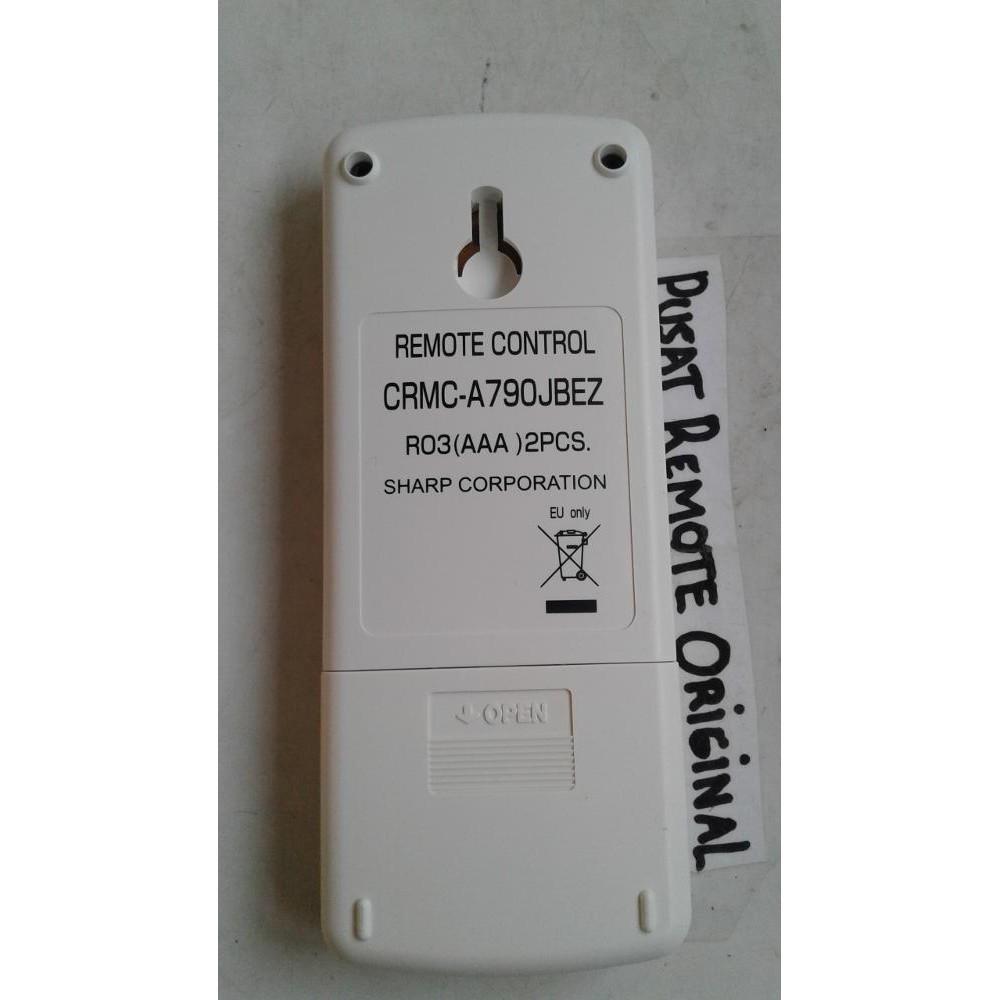 REMOTE CONTROL
CRMC-A790JBEZ
R03(AAA )2PCS.
SHARP CORPORATION
EU only
OPEN
PUSAT REMOTE ORIGINAL